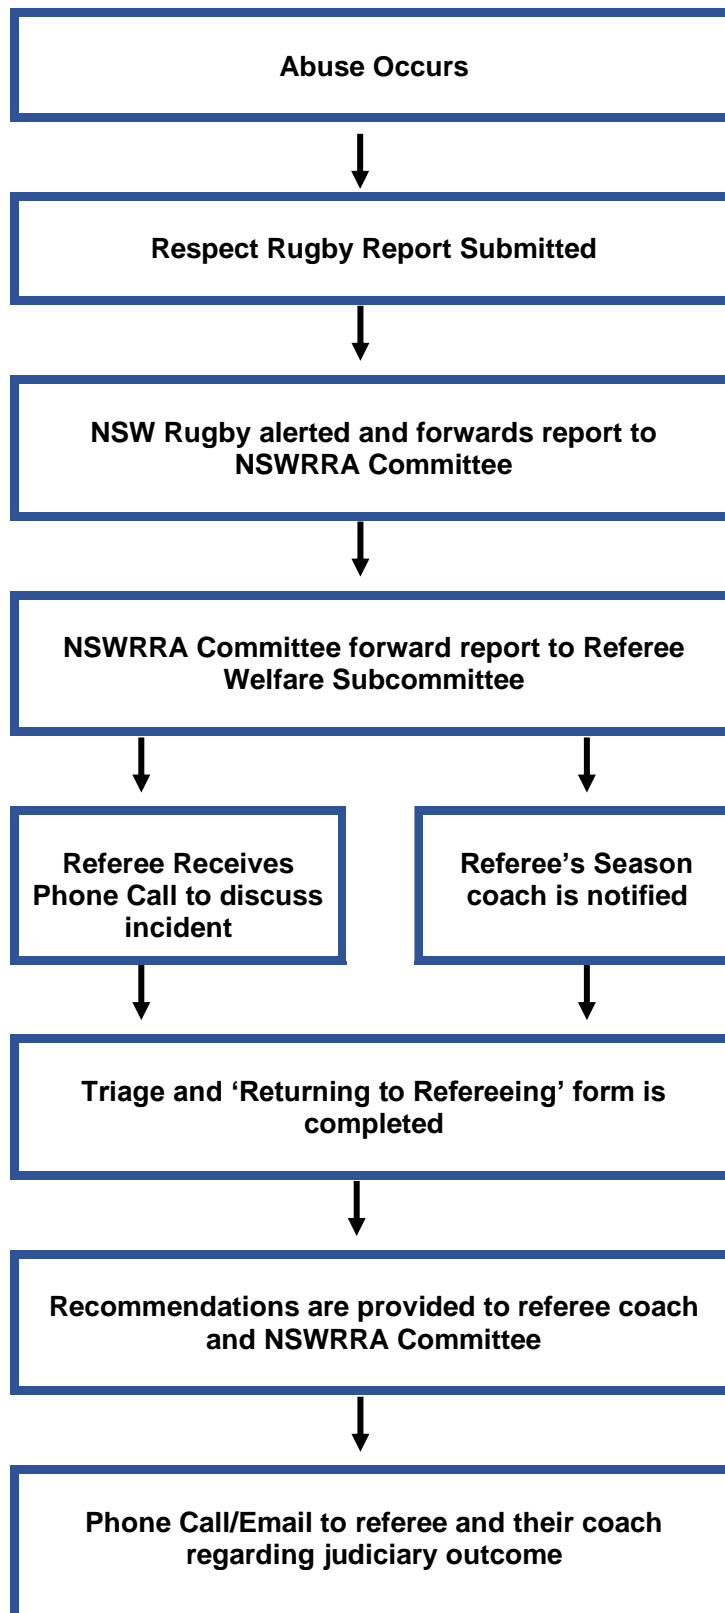 Abuse Occurs
Respect Rugby Report Submitted
NSW Rugby alerted and forwards report to
NSWRRA Committee
NSWRRA Committee forward report to Referee
Welfare Subcommittee
Referee Receives
Phone Call to discuss
incident
Referee’s Season
coach is notified
Triage and ‘Returning to Refereeing’ form is
completed
Recommendations are provided to referee coach
and NSWRRA Committee
Phone Call/Email to referee and their coach
regarding judiciary outcome